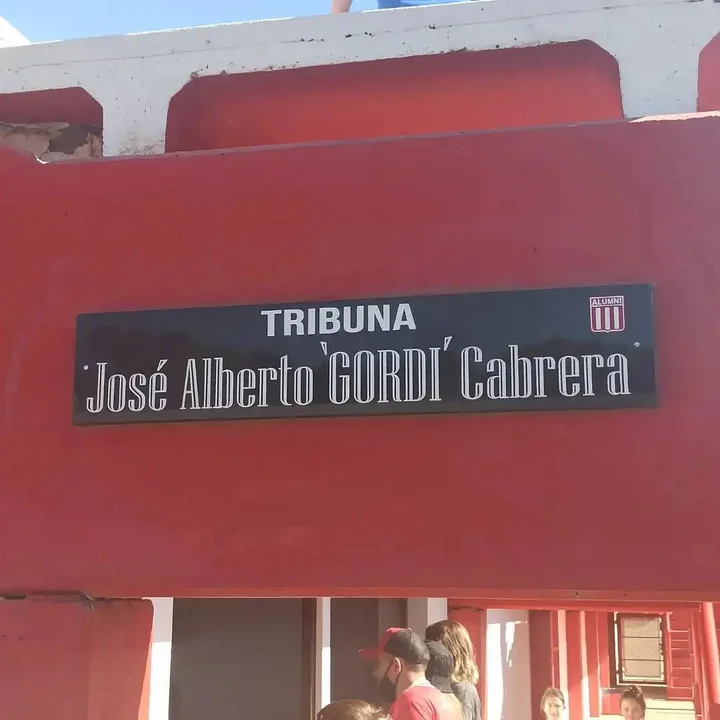 TRIBUNA
ALUMNI
"José Alberto 'GORDI' Cabrera"